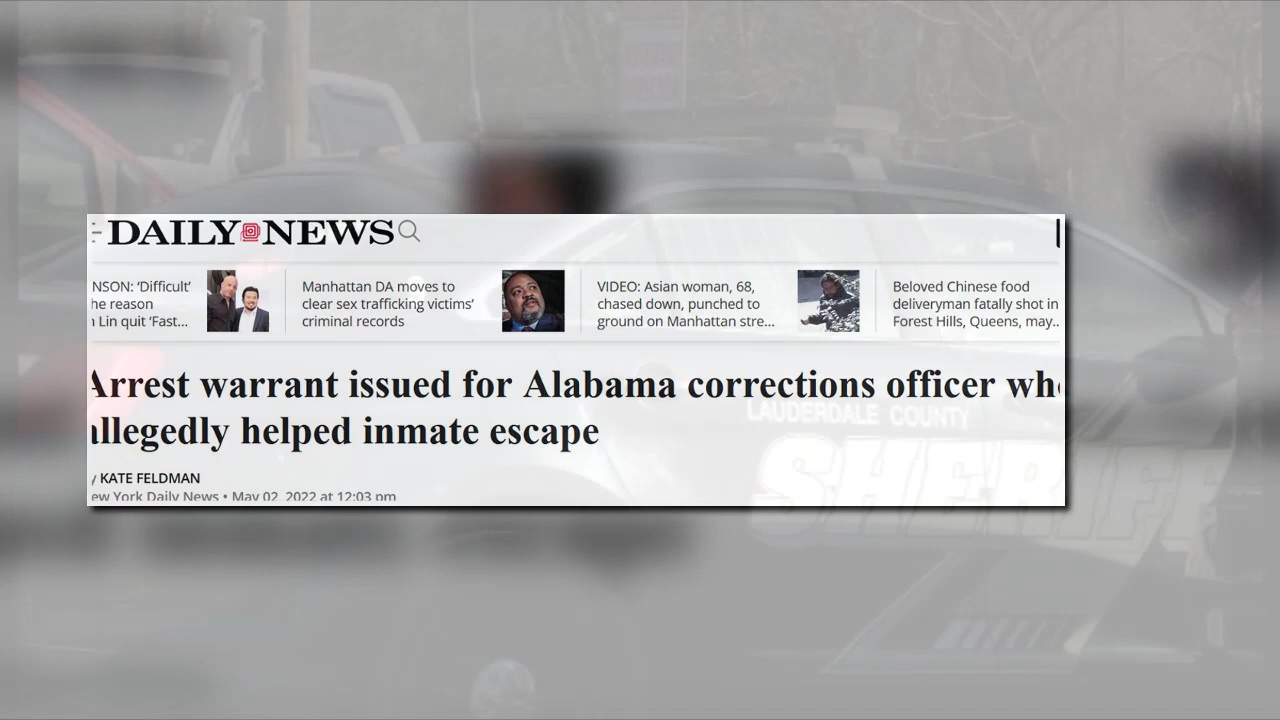 DAILY NEWS
NSON: ‘Difficult’
he reason
Lin quit ‘Fast...
Manhattan DA moves to
clear sex trafficking victims’
criminal records
VIDEO: Asian woman, 68,
chased down, punched to
ground on Manhattan stre...
Beloved Chinese food
deliveryman fatally shot in
Forest Hills, Queens, may..
Arrest warrant issued for Alabama corrections officer who
allegedly helped inmate escape
y KATE FELDMAN
ew York Daily News • May 02, 2022 at 12:03 pm
LAUDERDALE COUNTY
SHERIFF